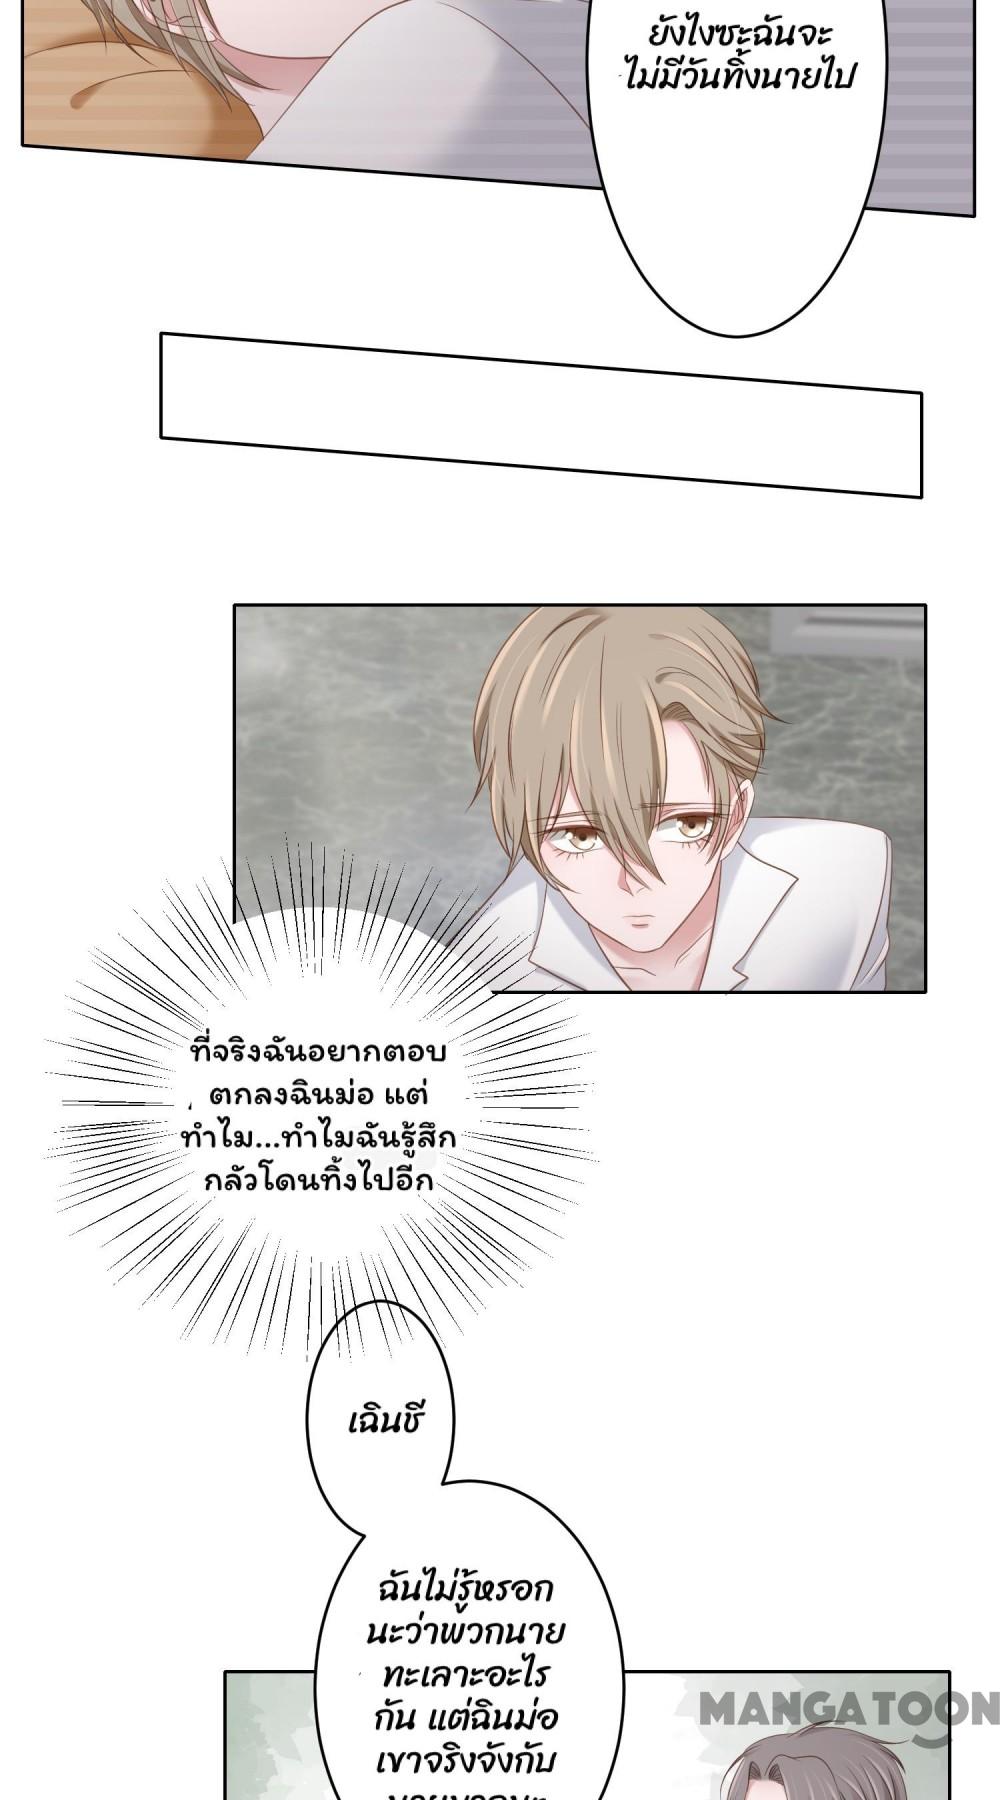 ยังไงซะฉันจะ
ไม่มีวันทิ้งนายไป
ที่จริงฉันอยากตอบ
ตกลงฉินม่อ แต่
ทำไม...ทำไมฉันรู้สึก
กลัวโดนทิ้งไปอีก
เฉินซี
ฉันไม่รู้หรอก
นะว่าพวกนาย
ทะเลาะอะไร
กัน แต่ฉินม่อ
เขาจริงจังกับ
MANGATOON